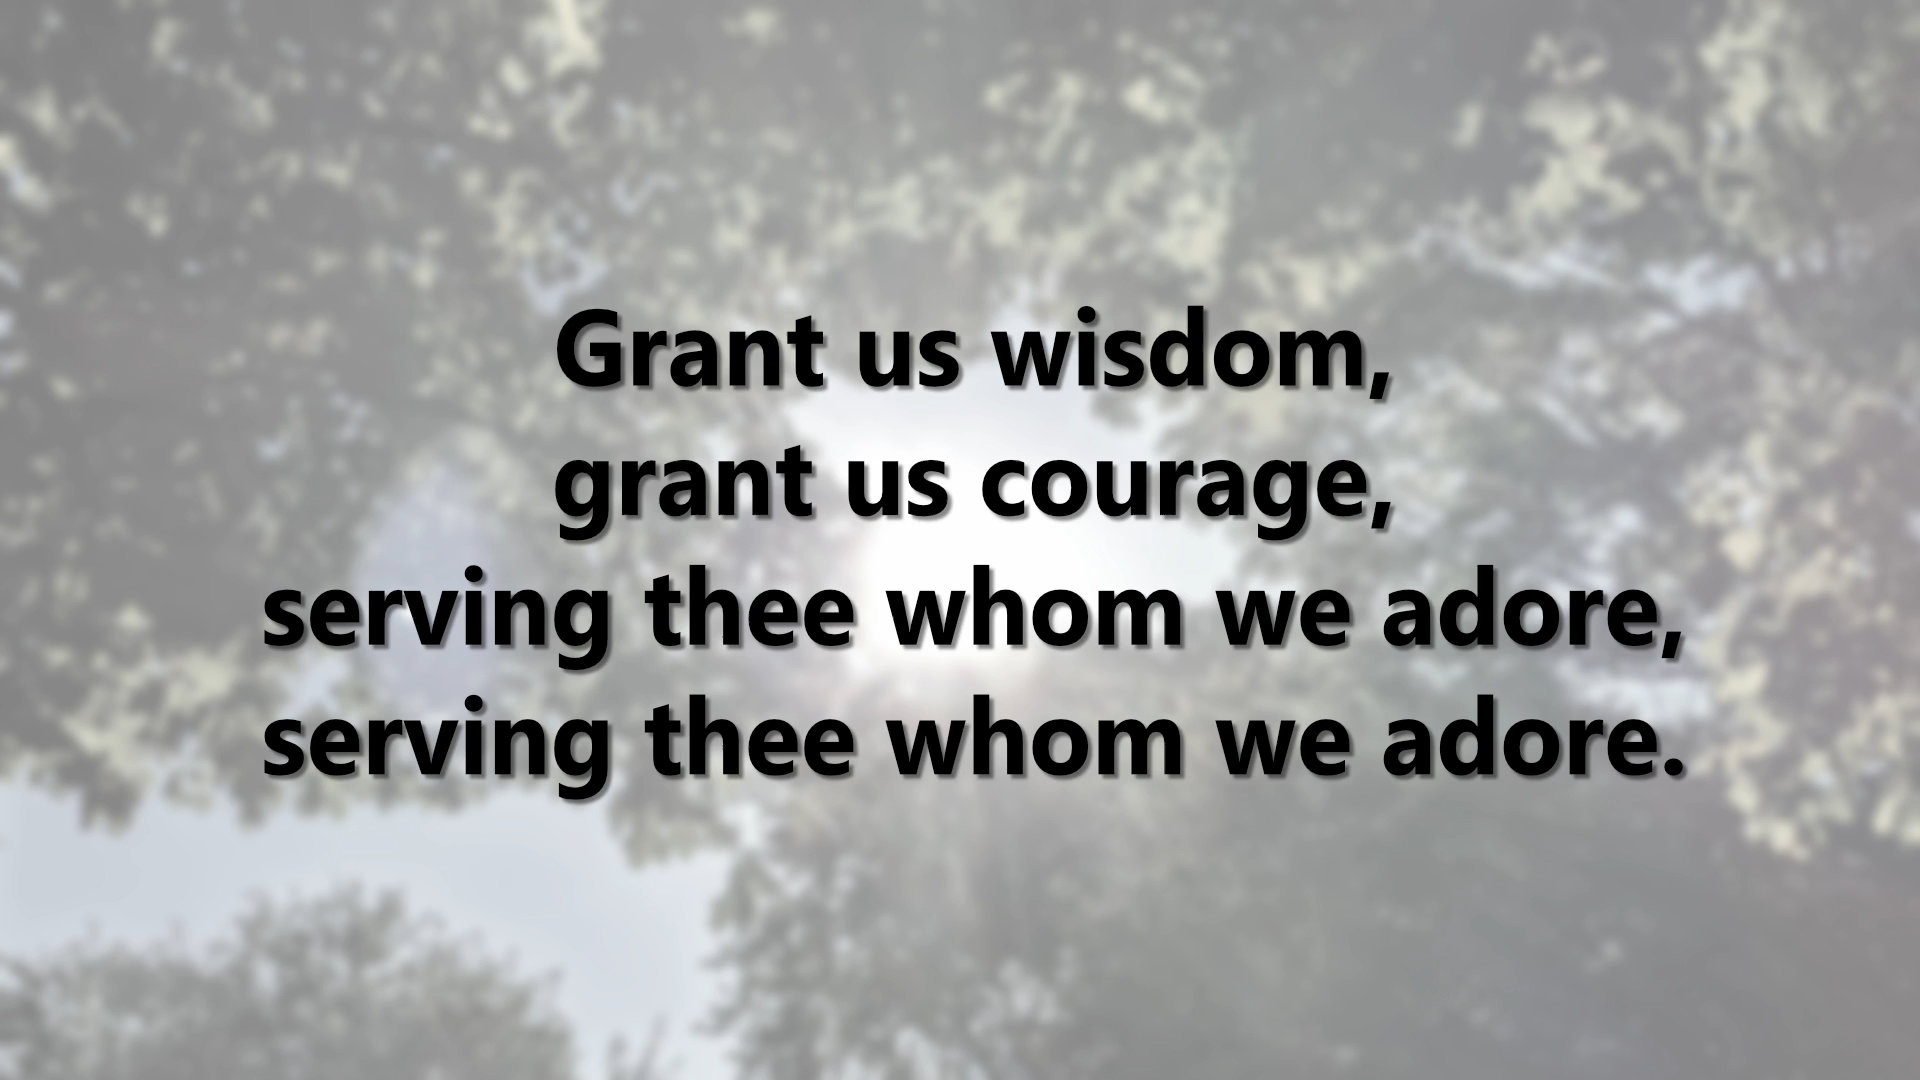 Grant us wisdom,
grant us courage,
serving thee whom we adore,
serving thee whom we adore.